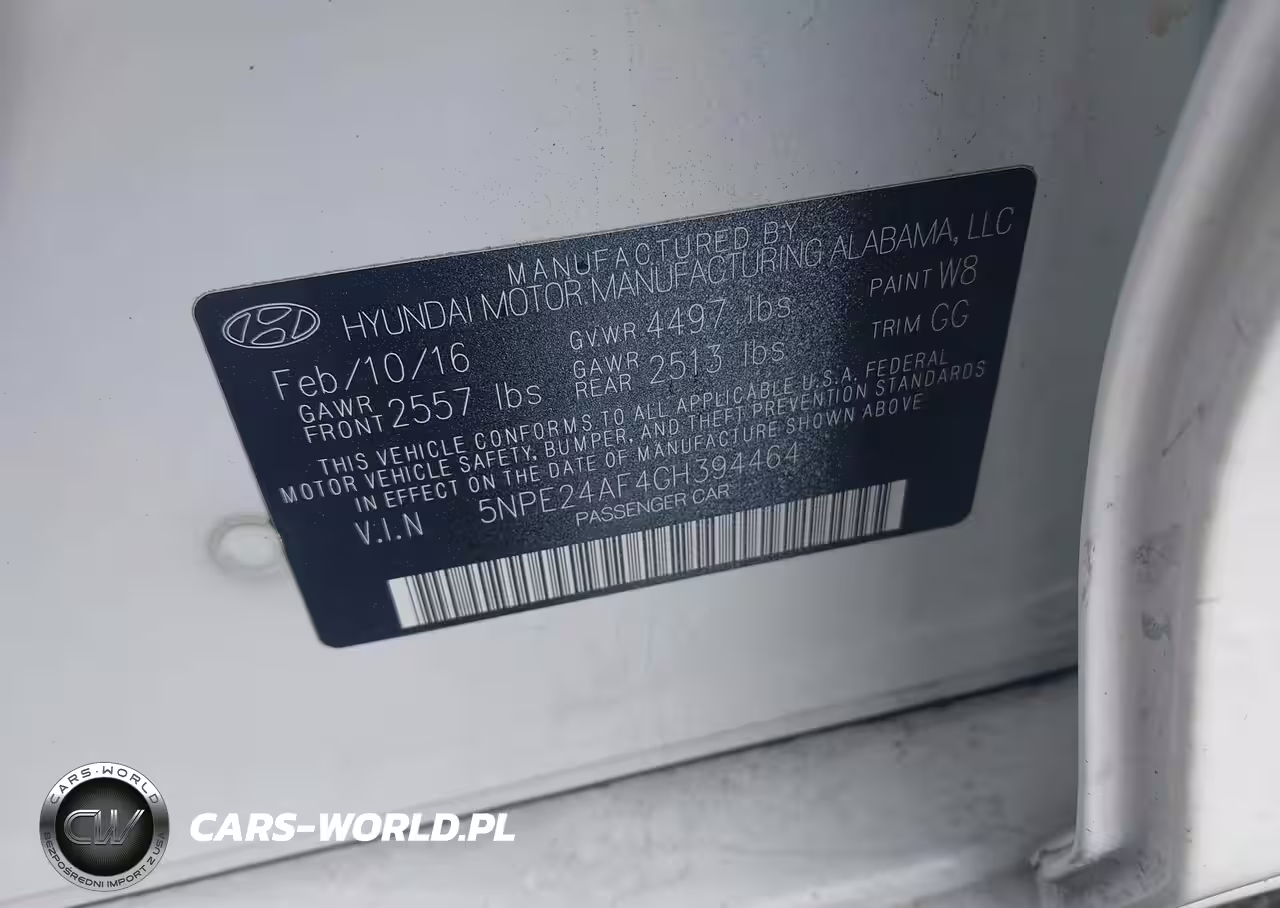 MANUFACTURED BY
HYUNDAI MOTOR MANUFACTURING ALABAMA, LLC
Feb/10/16 GVWR 4497 lbs PAINT W8
GAWR FRONT 2557 lbs GAWR REAR 2513 lbs TRIM GG
THIS VEHICLE CONFORMS TO ALL APPLICABLE U.S.A. FEDERAL
MOTOR VEHICLE SAFETY, BUMPER, AND THEFT PREVENTION STANDARDS
IN EFFECT ON THE DATE OF MANUFACTURE SHOWN ABOVE
V.I.N 5NPE24AF4GH394464
PASSENGER CAR
CARS-WORLD
CW
BEZPOŚREDNI IMPORT Z USA
CARS-WORLD.PL